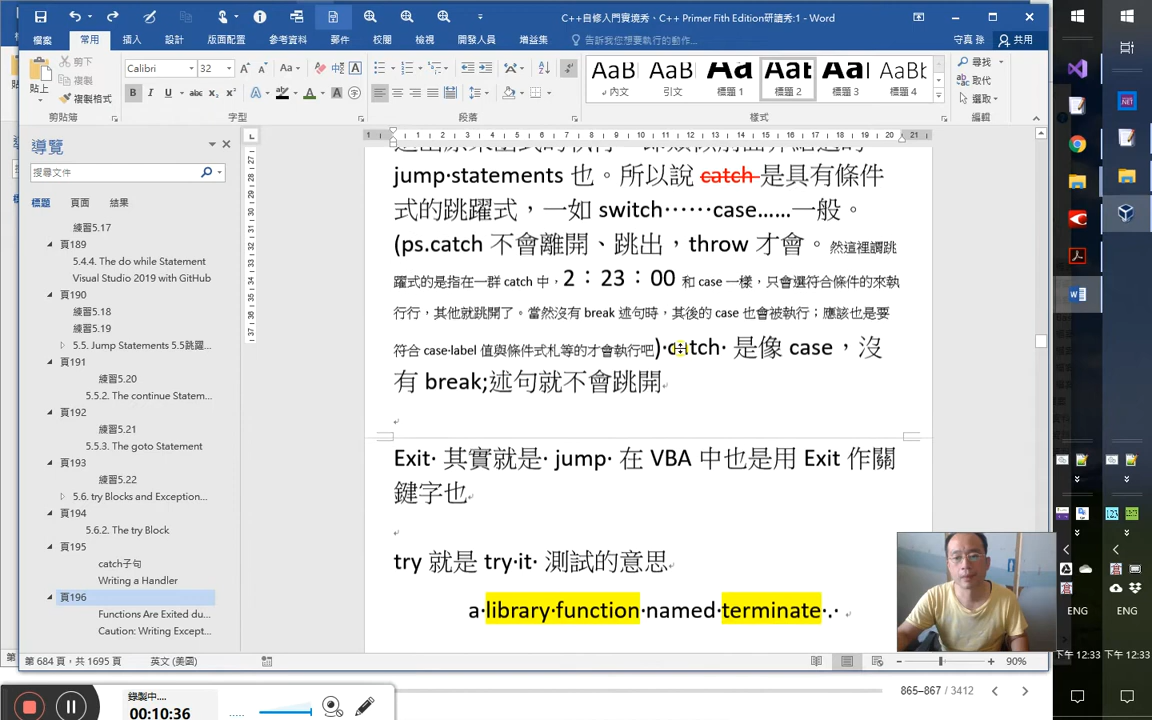 C++自修入門實境秀、C++ Primer Fith Edition研讀秀:1 - Word
檔案 常用 插入 設計 版面配置 參考資料 郵件 校閱 檢視 開發人員 增益集 告訴我您想要執行的動作... 守真 孫 共用
貼上 剪下 複製 複製格式 剪貼簿
Calibri 32 字型
段落
AaB 內文 AaB 引文 Aa 標題 1 Aat 標題 2 Aal 標題 3 AaBb 標題 4 樣式
尋找 取代 選取 編輯
導覽
搜尋文件
標題 頁面 結果
練習5.17
頁189
5.4.4. The do while Statement
Visual Studio 2019 with GitHub
頁190
練習5.18
練習5.19
5.5. Jump Statements 5.5跳躍...
頁191
練習5.20
5.5.2. The continue Statem...
頁192
練習5.21
5.5.3. The goto Statement
頁193
練習5.22
5.6. try Blocks and Exception...
頁194
5.6.2. The try Block
頁195
catch子句
Writing a Handler
頁196
Functions Are Exited du...
Caution: Writing Except...
jump statements 也。所以說 catch 是具有條件
式的跳躍式，一如 switch⋯⋯case......一般。
(ps.catch 不會離開、跳出，throw 才會。然這裡謂跳
躍式的是指在一群 catch 中，2：23：00 和 case 一樣，只會選符合條件的來執
行行，其他就跳開了。當然沒有 break 述句時，其後的 case 也會被執行；應該也是要
符合 case-label 值與條件式札等的才會執行吧) catch 是像 case，沒
有 break;述句就不會跳開
Exit 其實就是 jump 在 VBA 中也是用 Exit 作關
鍵字也
try 就是 try it 測試的意思
a library function named terminate .
第 684 頁，共 1695 頁 英文 (美國) 90%
錄製中....
00:10:36
865–867 / 3412
ENG ENG
下午 12:33 下午 12:33